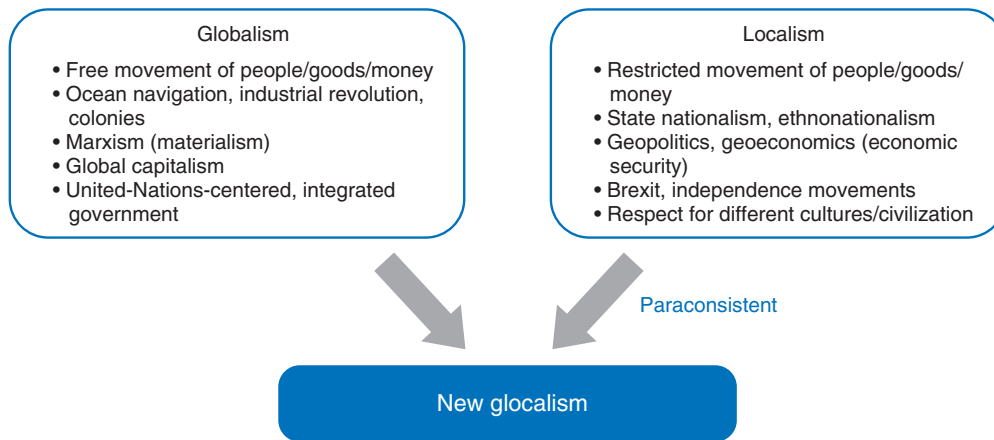 Globalism
• Free movement of people/goods/money
• Ocean navigation, industrial revolution,
colonies
• Marxism (materialism)
• Global capitalism
• United-Nations-centered, integrated
government
Localism
• Restricted movement of people/goods/
money
• State nationalism, ethnonationalism
• Geopolitics, geoeconomics (economic
security)
• Brexit, independence movements
• Respect for different cultures/civilization
Paraconsistent
New glocalism